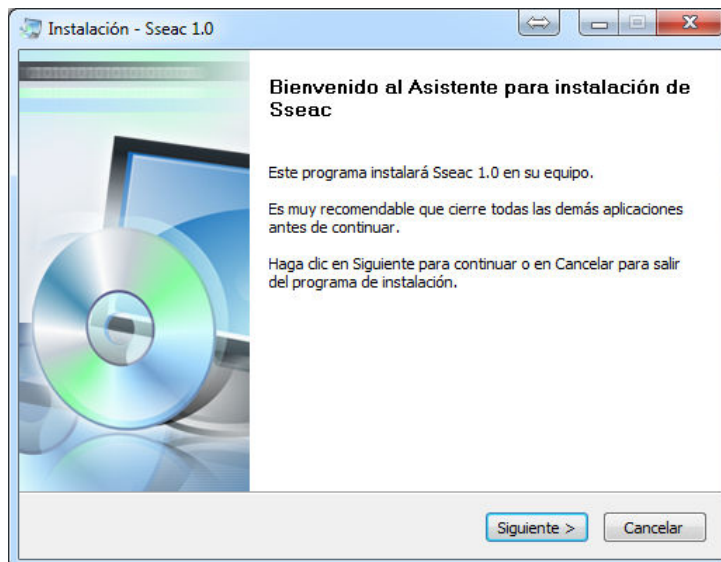 Instalación - Sseac 1.0
Bienvenido al Asistente para instalación de
Sseac
Este programa instalará Sseac 1.0 en su equipo.
Es muy recomendable que cierre todas las demás aplicaciones
antes de continuar.
Haga clic en Siguiente para continuar o en Cancelar para salir
del programa de instalación.
Siguiente > Cancelar